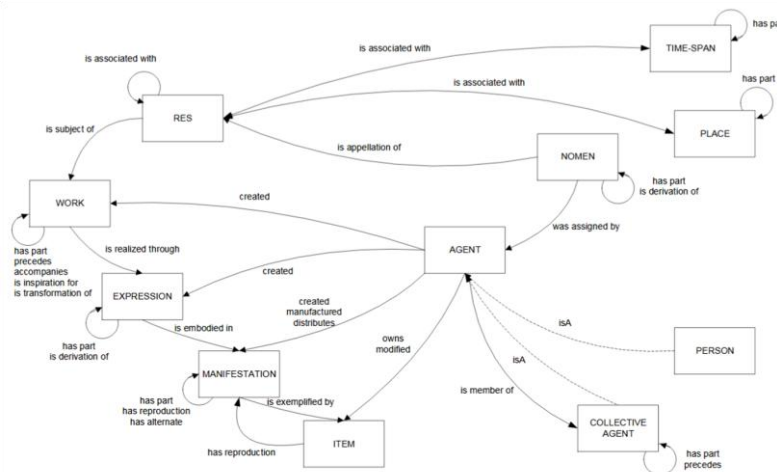 has pa
is associated with
TIME-SPAN
is associated with
is associated with
has part
RES
PLACE
is subject of
is appellation of
NOMEN
has part
is derivation of
WORK
created
was assigned by
has part
precedes
accompanies
is inspiration for
is transformation of
is realized through
AGENT
created
EXPRESSION
created
manufactured
distributes
is embodied in
has part
is derivation of
owns
modified
isA
PERSON
MANIFESTATION
isA
has part
has reproduction
has alternate
is exemplified by
is member of
COLLECTIVE
AGENT
ITEM
has reproduction
has part
precedes